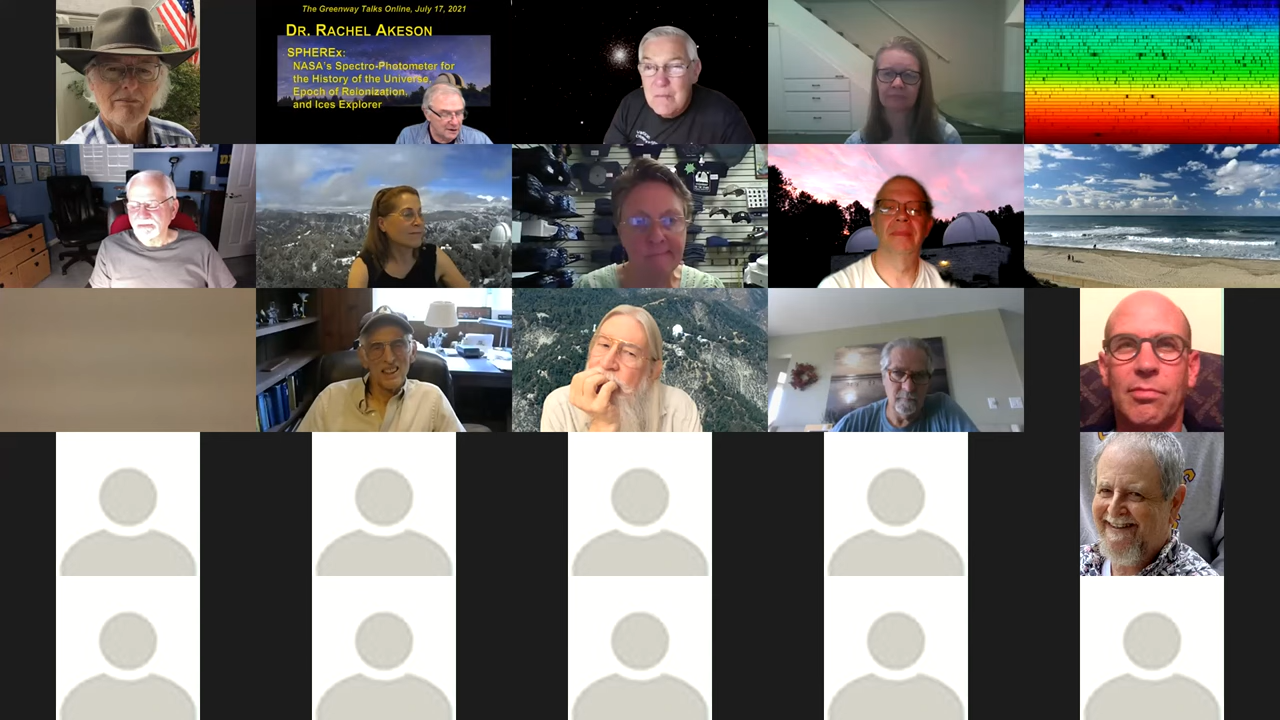 The Greenway Talks Online, July 17, 2021
DR. RACHEL AKESON
SPHEREx:
NASA's Spectro-Photometer for
the History of the Universe,
Epoch of Reionization,
and Ices Explorer